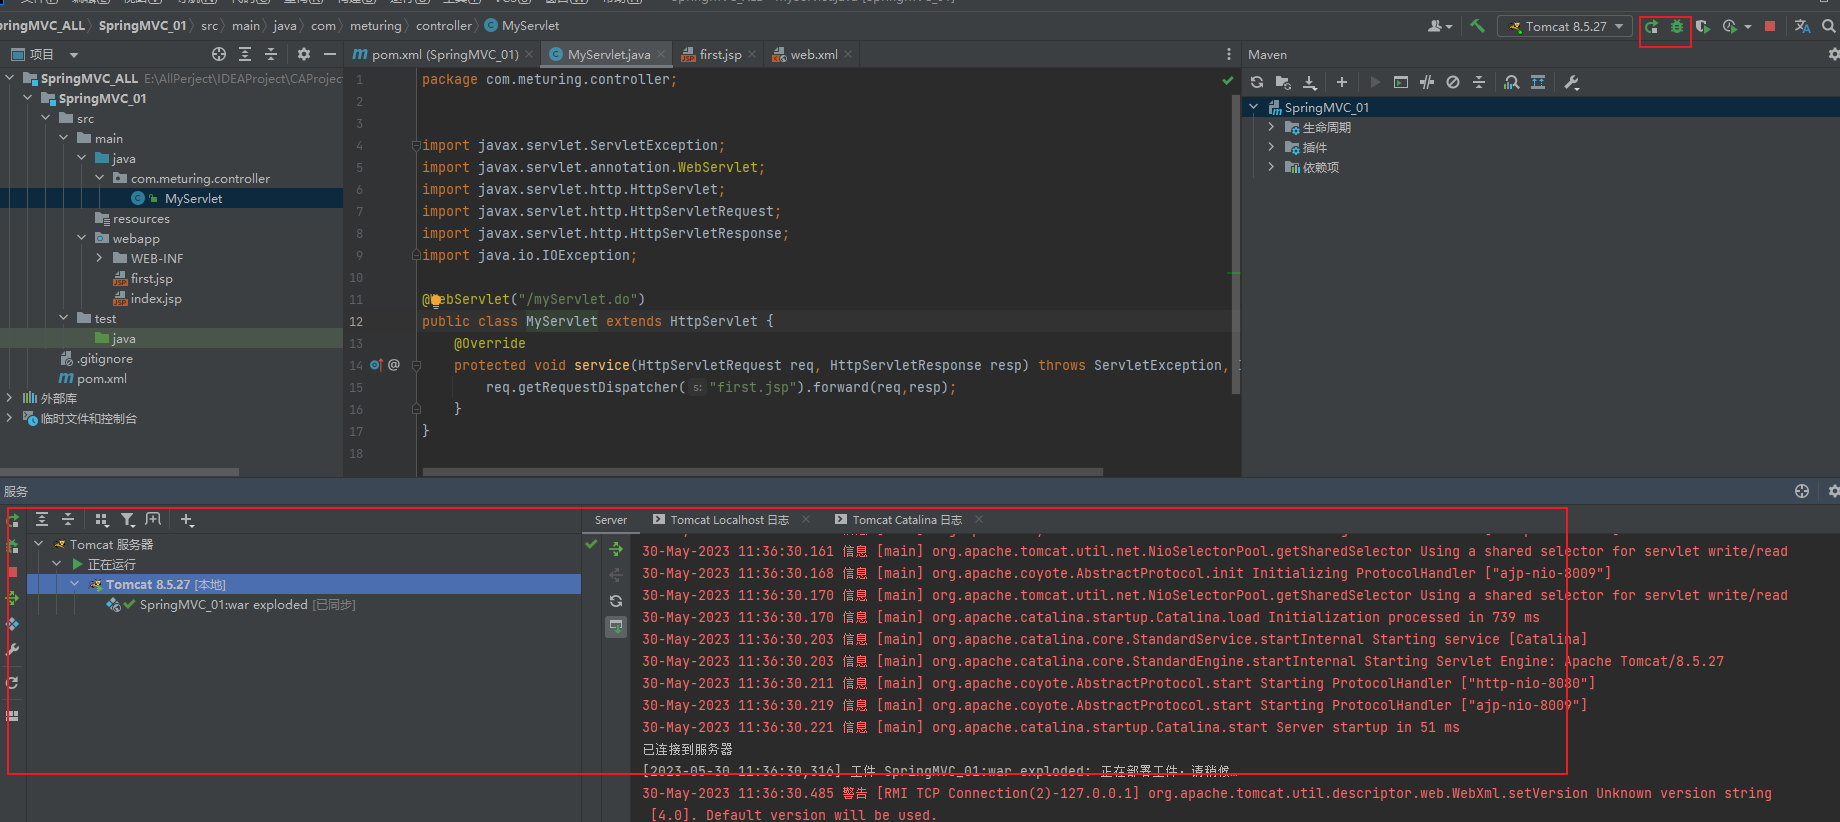 pringMVC_ALL SpringMVC_01 src main java com meturing controller MyServlet
Tomcat 8.5.27
项目
pom.xml (SpringMVC_01) MyServlet.java first.jsp web.xml
Maven
SpringMVC_ALL E:\AllPerject\IDEAProject\CAProjec
SpringMVC_01
src
main
java
com.meturing.controller
MyServlet
resources
webapp
WEB-INF
first.jsp
index.jsp
test
java
.gitignore
pom.xml
外部库
临时文件和控制台
1 package com.meturing.controller;
2
3
4 import javax.servlet.ServletException;
5 import javax.servlet.annotation.WebServlet;
6 import javax.servlet.http.HttpServlet;
7 import javax.servlet.http.HttpServletRequest;
8 import javax.servlet.http.HttpServletResponse;
9 import java.io.IOException;
10
11 @WebServlet("/myServlet.do")
12 public class MyServlet extends HttpServlet {
13 @Override
14 protected void service(HttpServletRequest req, HttpServletResponse resp) throws ServletException,
15 req.getRequestDispatcher( s: "first.jsp").forward(req,resp);
16 }
17 }
18
SpringMVC_01
生命周期
插件
依赖项
服务
Tomcat 服务器
正在运行
Tomcat 8.5.27 [本地]
SpringMVC_01:war exploded [已同步]
Server Tomcat Localhost 日志 Tomcat Catalina 日志
30-May-2023 11:36:30.161 信息 [main] org.apache.tomcat.util.net.NioSelectorPool.getSharedSelector Using a shared selector for servlet write/read
30-May-2023 11:36:30.168 信息 [main] org.apache.coyote.AbstractProtocol.init Initializing ProtocolHandler ["ajp-nio-8009"]
30-May-2023 11:36:30.170 信息 [main] org.apache.tomcat.util.net.NioSelectorPool.getSharedSelector Using a shared selector for servlet write/read
30-May-2023 11:36:30.170 信息 [main] org.apache.catalina.startup.Catalina.load Initialization processed in 739 ms
30-May-2023 11:36:30.203 信息 [main] org.apache.catalina.core.StandardService.startInternal Starting service [Catalina]
30-May-2023 11:36:30.203 信息 [main] org.apache.catalina.core.StandardEngine.startInternal Starting Servlet Engine: Apache Tomcat/8.5.27
30-May-2023 11:36:30.211 信息 [main] org.apache.coyote.AbstractProtocol.start Starting ProtocolHandler ["http-nio-8080"]
30-May-2023 11:36:30.219 信息 [main] org.apache.coyote.AbstractProtocol.start Starting ProtocolHandler ["ajp-nio-8009"]
30-May-2023 11:36:30.221 信息 [main] org.apache.catalina.startup.Catalina.start Server startup in 51 ms
已连接到服务器
[2023-05-30 11:36:30,316] 工件 SpringMVC_01:war exploded: 正在部署工件，请稍候…
30-May-2023 11:36:30.485 警告 [RMI TCP Connection(2)-127.0.0.1] org.apache.tomcat.util.descriptor.web.WebXml.setVersion Unknown version string
[4.0]. Default version will be used.